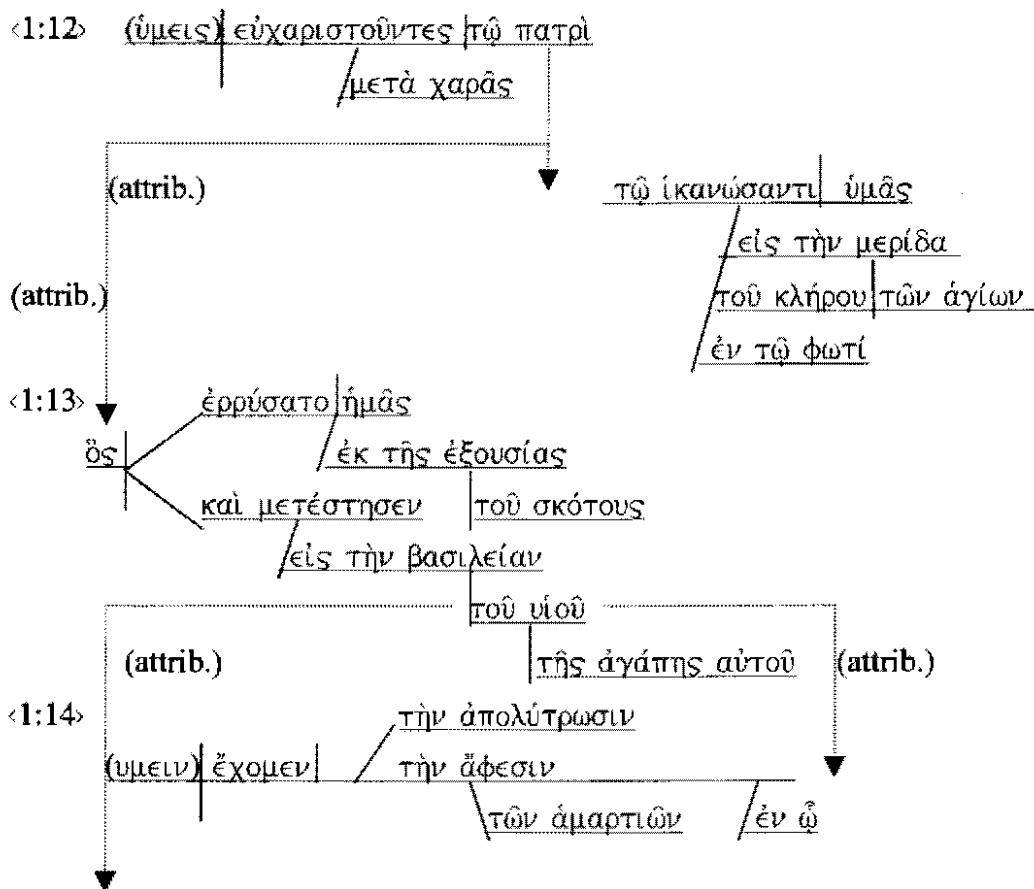 <1:12> (ὑμεις) εὐχαριστοῦντες τῷ πατρὶ
μετὰ χαρᾶς
(attrib.)
τῷ ἱκανώσαντι ὑμᾶς
εἰς τὴν μερίδα
(attrib.) τοῦ κλήρου τῶν ἁγίων
ἐν τῷ φωτί
<1:13> ἐρρύσατο ἡμᾶς
ὃς ἐκ τῆς ἐξουσίας
καὶ μετέστησεν τοῦ σκότους
εἰς τὴν βασιλείαν
τοῦ υἱοῦ
(attrib.) τῆς ἀγάπης αὐτοῦ (attrib.)
<1:14> τὴν ἀπολύτρωσιν
(υμειν) ἔχομεν τὴν ἄφεσιν
τῶν ἁμαρτιῶν ἐν ᾧ